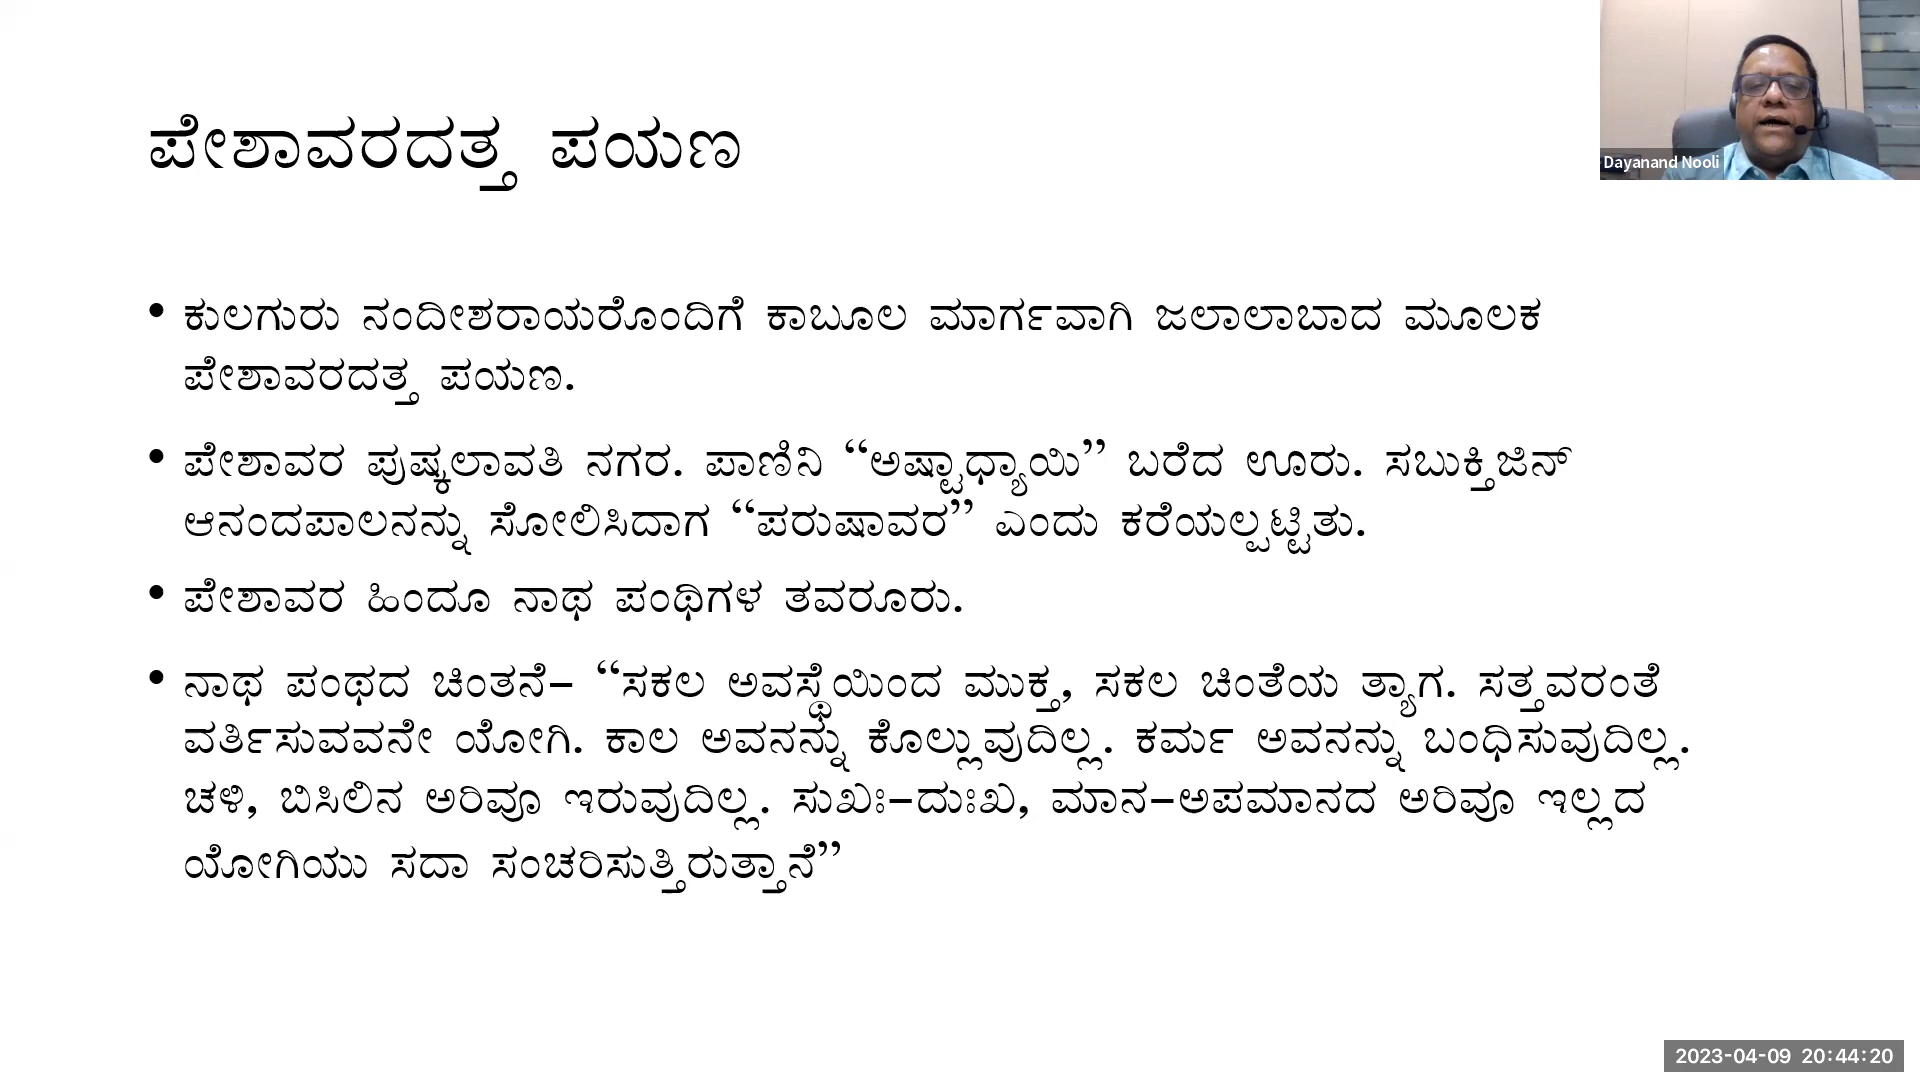 ಪೇಶಾವರದತ್ತ ಪಯಣ
Dayanand Nooli
• ಕುಲಗುರು ನಂದೀಶರಾಯರೊಂದಿಗೆ ಕಾಬೂಲ ಮಾರ್ಗವಾಗಿ ಜಲಾಲಾಬಾದ ಮೂಲಕ
ಪೇಶಾವರದತ್ತ ಪಯಣ.
• ಪೇಶಾವರ ಪುಷ್ಕಲಾವತಿ ನಗರ. ಪಾಣಿನಿ “ಅಷ್ಟಾಧ್ಯಾಯಿ” ಬರೆದ ಊರು. ಸಬುಕ್ತಿಜಿನ್
ಆನಂದಪಾಲನನ್ನು ಸೋಲಿಸಿದಾಗ “ಪರುಷಾವರ” ಎಂದು ಕರೆಯಲ್ಪಟ್ಟಿತು.
• ಪೇಶಾವರ ಹಿಂದೂ ನಾಥ ಪಂಥಿಗಳ ತವರೂರು.
• ನಾಥ ಪಂಥದ ಚಿಂತನೆ– “ಸಕಲ ಅವಸ್ಥೆಯಿಂದ ಮುಕ್ತ, ಸಕಲ ಚಿಂತೆಯ ತ್ಯಾಗ. ಸತ್ತವರಂತೆ
ವರ್ತಿಸುವವನೇ ಯೋಗಿ. ಕಾಲ ಅವನನ್ನು ಕೊಲ್ಲುವುದಿಲ್ಲ. ಕರ್ಮ ಅವನನ್ನು ಬಂಧಿಸುವುದಿಲ್ಲ.
ಚಳಿ, ಬಿಸಿಲಿನ ಅರಿವೂ ಇರುವುದಿಲ್ಲ. ಸುಖಃ–ದುಃಖ, ಮಾನ–ಅಪಮಾನದ ಅರಿವೂ ಇಲ್ಲದ
ಯೋಗಿಯು ಸದಾ ಸಂಚರಿಸುತ್ತಿರುತ್ತಾನೆ”
2023-04-09 20:44:20